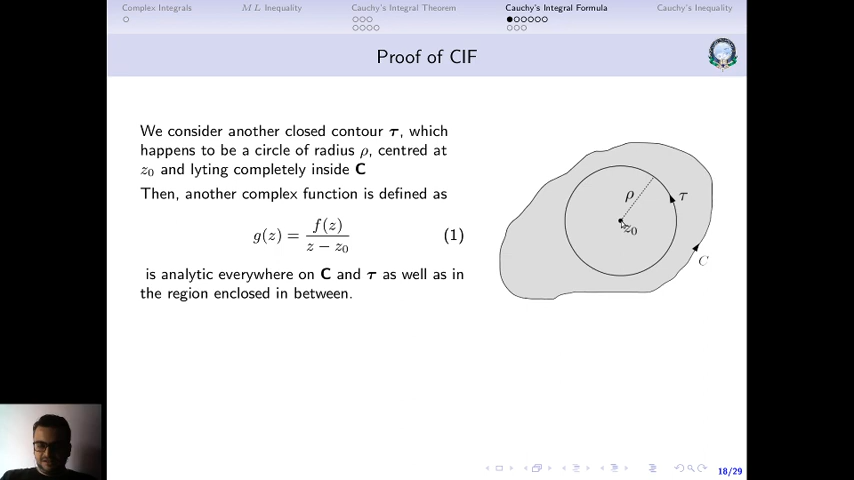 Complex Integrals
ML Inequality
Cauchy's Integral Theorem
Cauchy's Integral Formula
Cauchy's Inequality
Proof of CIF
We consider another closed contour τ, which
happens to be a circle of radius ρ, centred at
z₀ and lyting completely inside C
Then, another complex function is defined as
g(z) = f(z) / (z − z₀) (1)
is analytic everywhere on C and τ as well as in
the region enclosed in between.
ρ
τ
z₀
C
18/29